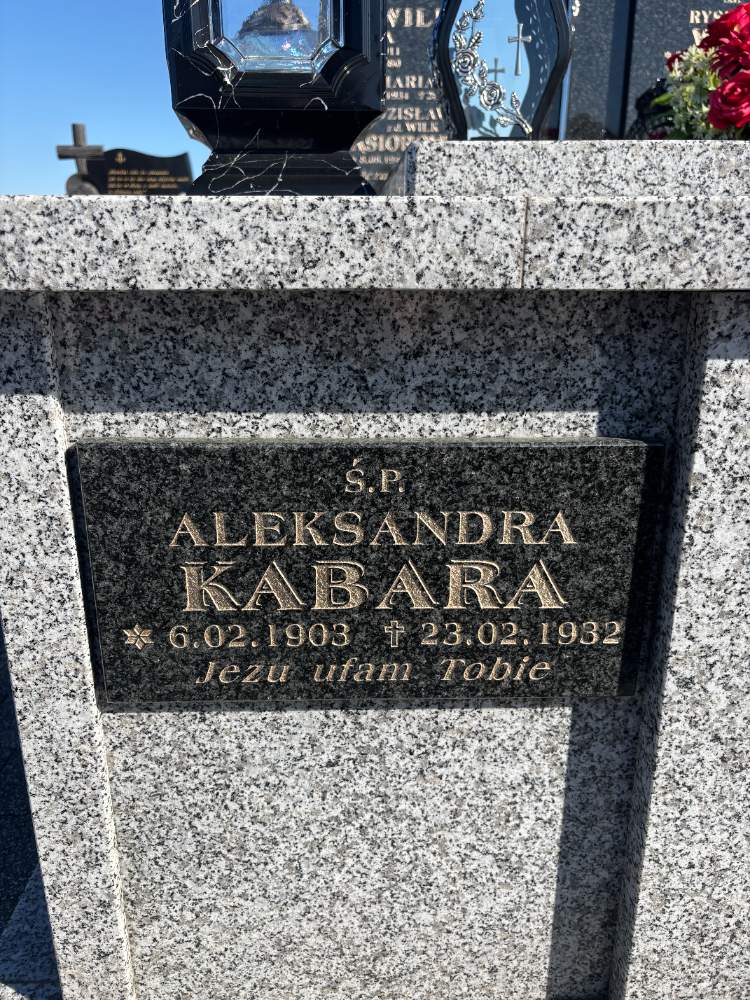 Ś.P.
ALEKSANDRA
KABARA
6.02.1903 † 23.02.1932
Jezu ufam Tobie